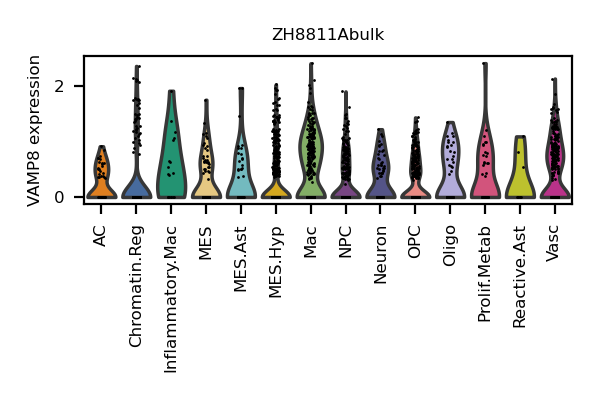 ZH8811Abulk
VAMP8 expression
2
0
AC
Chromatin.Reg
Inflammatory.Mac
MES
MES.Ast
MES.Hyp
Mac
NPC
Neuron
OPC
Oligo
Prolif.Metab
Reactive.Ast
Vasc